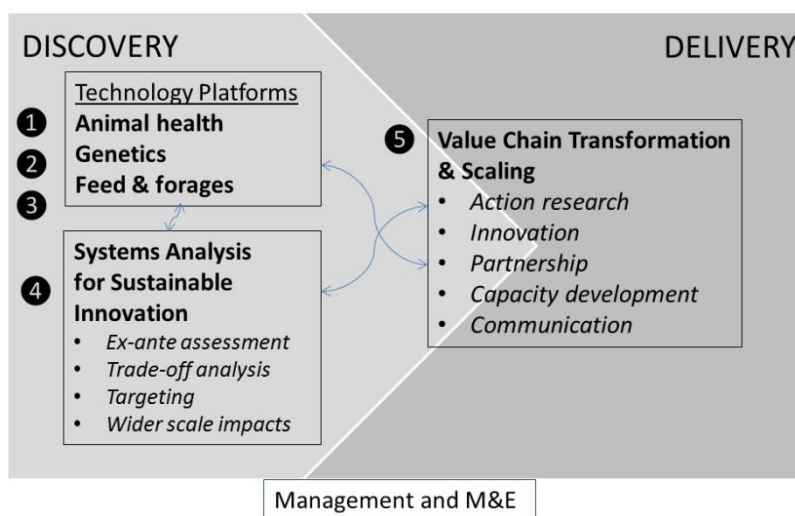 DISCOVERY
DELIVERY
Technology Platforms
1 Animal health
2 Genetics
3 Feed & forages
4 Systems Analysis
for Sustainable
Innovation
• Ex-ante assessment
• Trade-off analysis
• Targeting
• Wider scale impacts
5 Value Chain Transformation
& Scaling
• Action research
• Innovation
• Partnership
• Capacity development
• Communication
Management and M&E